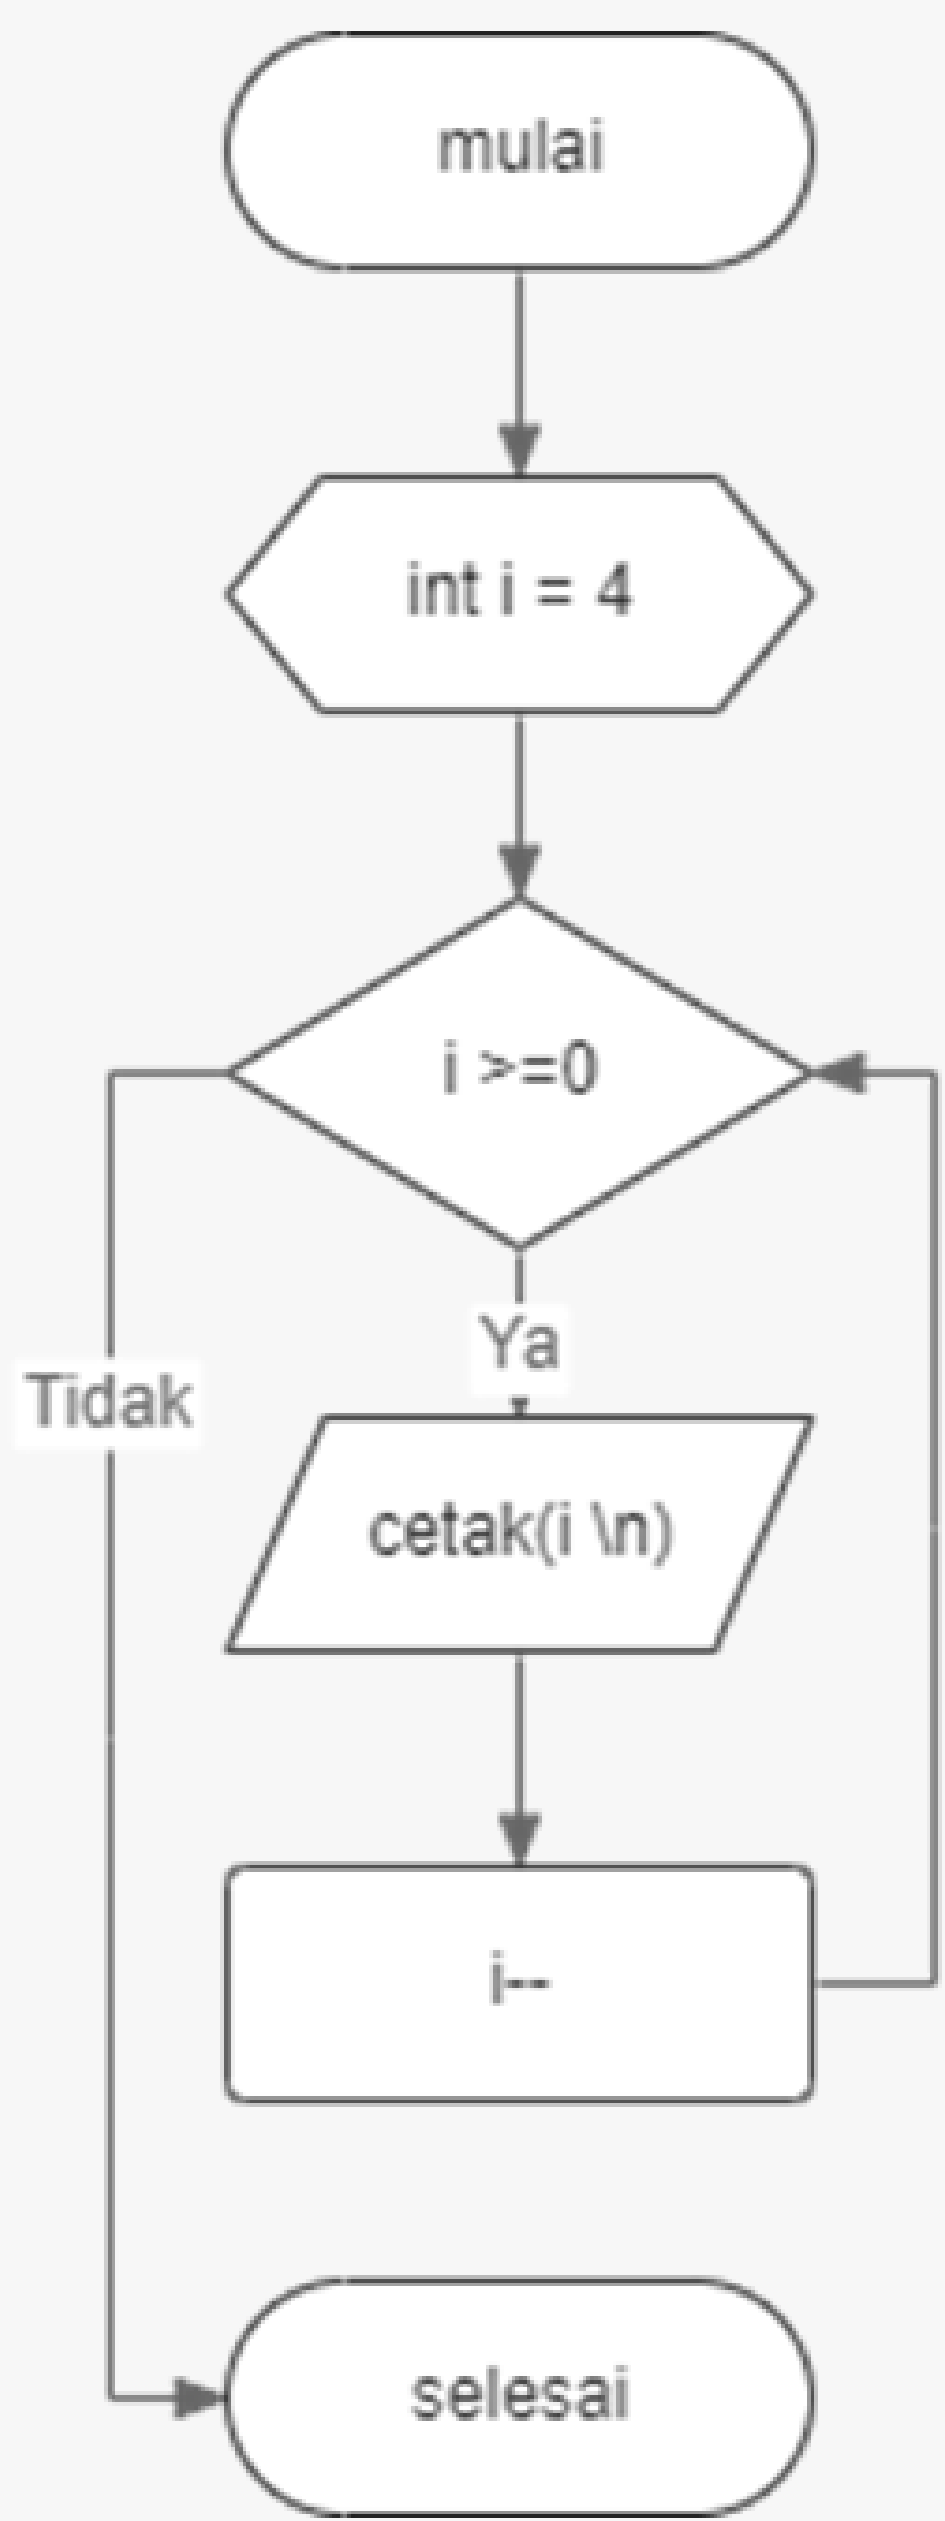 mulai
int i = 4
i >=0
Ya
Tidak
cetak(i \n)
i--
selesai